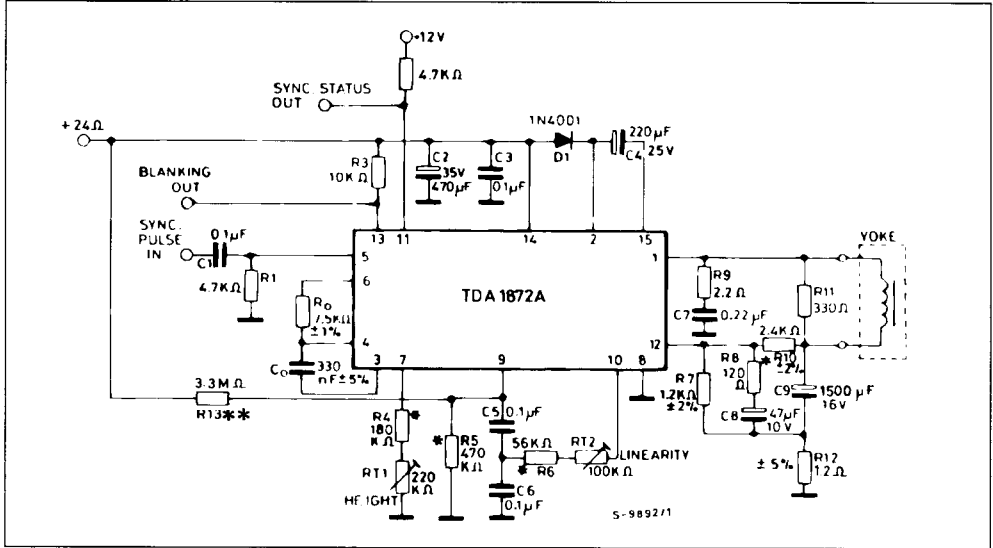 +12V
4.7KΩ
SYNC. STATUS
OUT
+24Ω
1N4001
D1
220µF
C4 25V
R3
10KΩ
C2
35V
470µF
C3
0.1µF
BLANKING
OUT
SYNC.
PULSE
IN
0.1µF
C1
4.7KΩ
R1
13 11 14 2 15
5
6
4
3 7 9 10 8
1
12
TDA 1872A
Ro
7.5KΩ
±1%
Co
330
nF±5%
R9
2.2Ω
C7
0.22µF
R11
330Ω
YOKE
2.4KΩ
*R10
±2%
R8
120
Ω
R7
1.2KΩ
±2%
C8
47µF
10V
C9
1500µF
16V
R12
1.2Ω
±5%
3.3MΩ
R13**
R4*
180
KΩ
RT1
220
KΩ
HEIGHT
*R5
470
KΩ
C5 0.1µF
56KΩ
*R6
RT2
100KΩ
LINEARITY
C6
0.1µF
S-9892/1